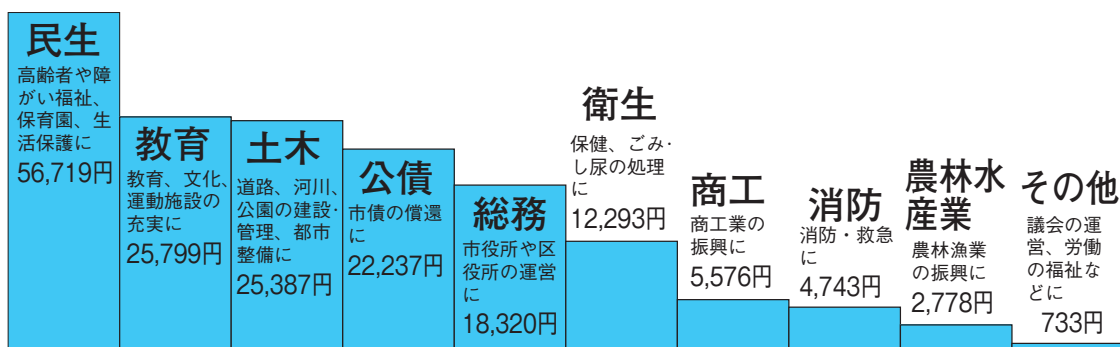 民生
高齢者や障
がい福祉、
保育園、生
活保護に
56,719円
教育
教育、文化、
運動施設の
充実に
25,799円
土木
道路、河川、
公園の建設・
管理、都市
整備に
25,387円
公債
市債の償還
に
22,237円
総務
市役所や区
役所の運営
に
18,320円
衛生
保健、ごみ・
し尿の処理
に
12,293円
商工
商工業の
振興に
5,576円
消防
消防・救急
に
4,743円
農林水
産業
農林漁業
の振興に
2,778円
その他
議会の運
営、労働
の福祉な
どに
733円